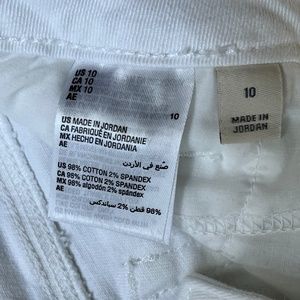 US 10
CA 10
MX 10
AE
10
US MADE IN JORDAN
CA FABRIQUÉ EN JORDANIE
MX HECHO EN JORDANIA
AE
صنع في الأردن
US 98% COTTON 2% SPANDEX
CA 98% COTON 2% SPANDEX
MX 98% algodón 2% spandex
AE
98% قطن 2% سباندكس
10
MADE IN
JORDAN